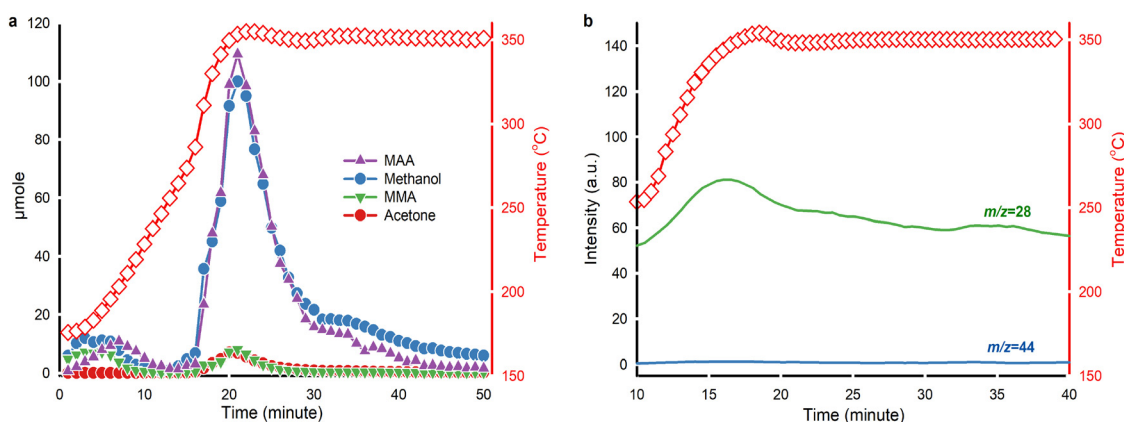 a
120
100
80
60
40
20
0
µmole
0
10
20
30
40
50
Time (minute)
350
300
250
200
150
Temperature (°C)
MAA
Methanol
MMA
Acetone
b
140
120
100
80
60
40
20
0
Intensity (a.u.)
10
15
20
25
30
35
40
Time (minute)
350
300
250
200
150
Temperature (°C)
m/z=28
m/z=44